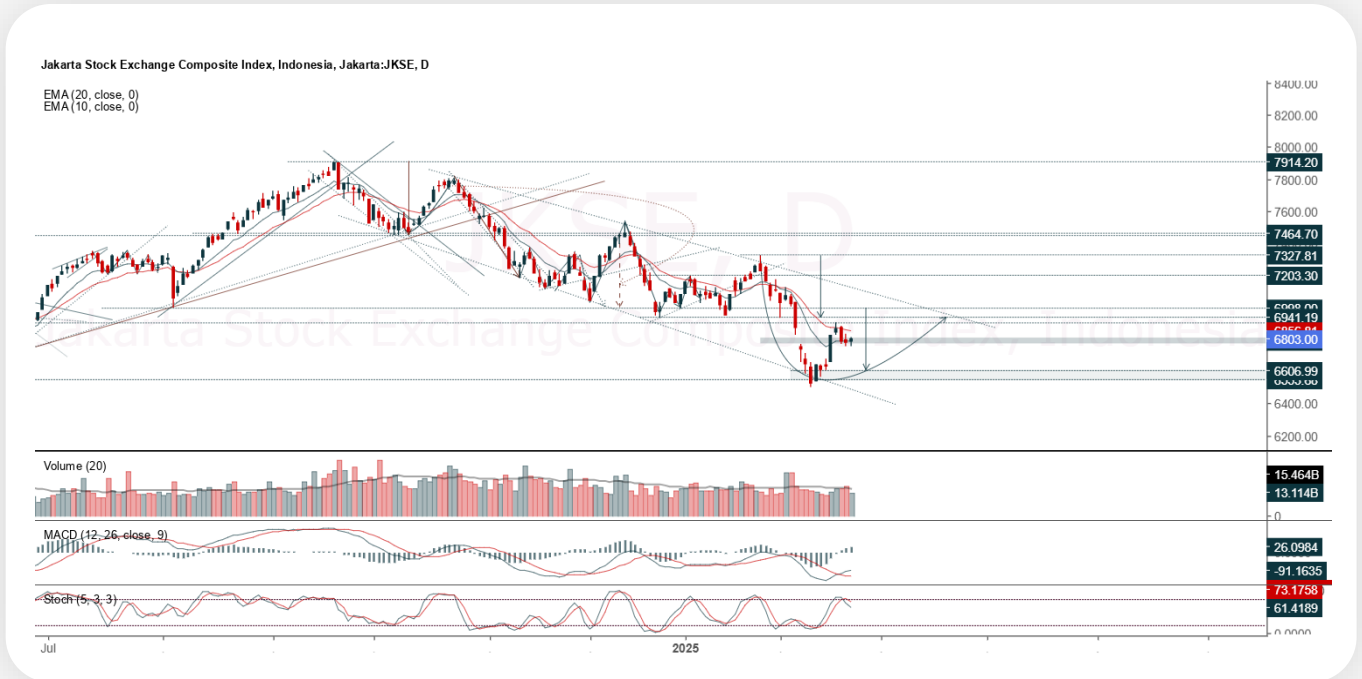 Jakarta Stock Exchange Composite Index, Indonesia, Jakarta:JKSE, D
EMA (20, close, 0)
EMA (10, close, 0)
8400.00
8200.00
8000.00
7914.20
7800.00
7600.00
7464.70
7327.81
7203.30
6998.00
6941.19
6803.00
6606.99
6400.00
6200.00
JKSE, D
Jakarta Stock Exchange Composite Index, Indonesia
Volume (20)
15.464B
13.114B
0
MACD (12, 26, close, 9)
26.0984
-91.1635
Stoch (5, 3, 3)
73.1758
61.4189
0.0000
Jul
2025